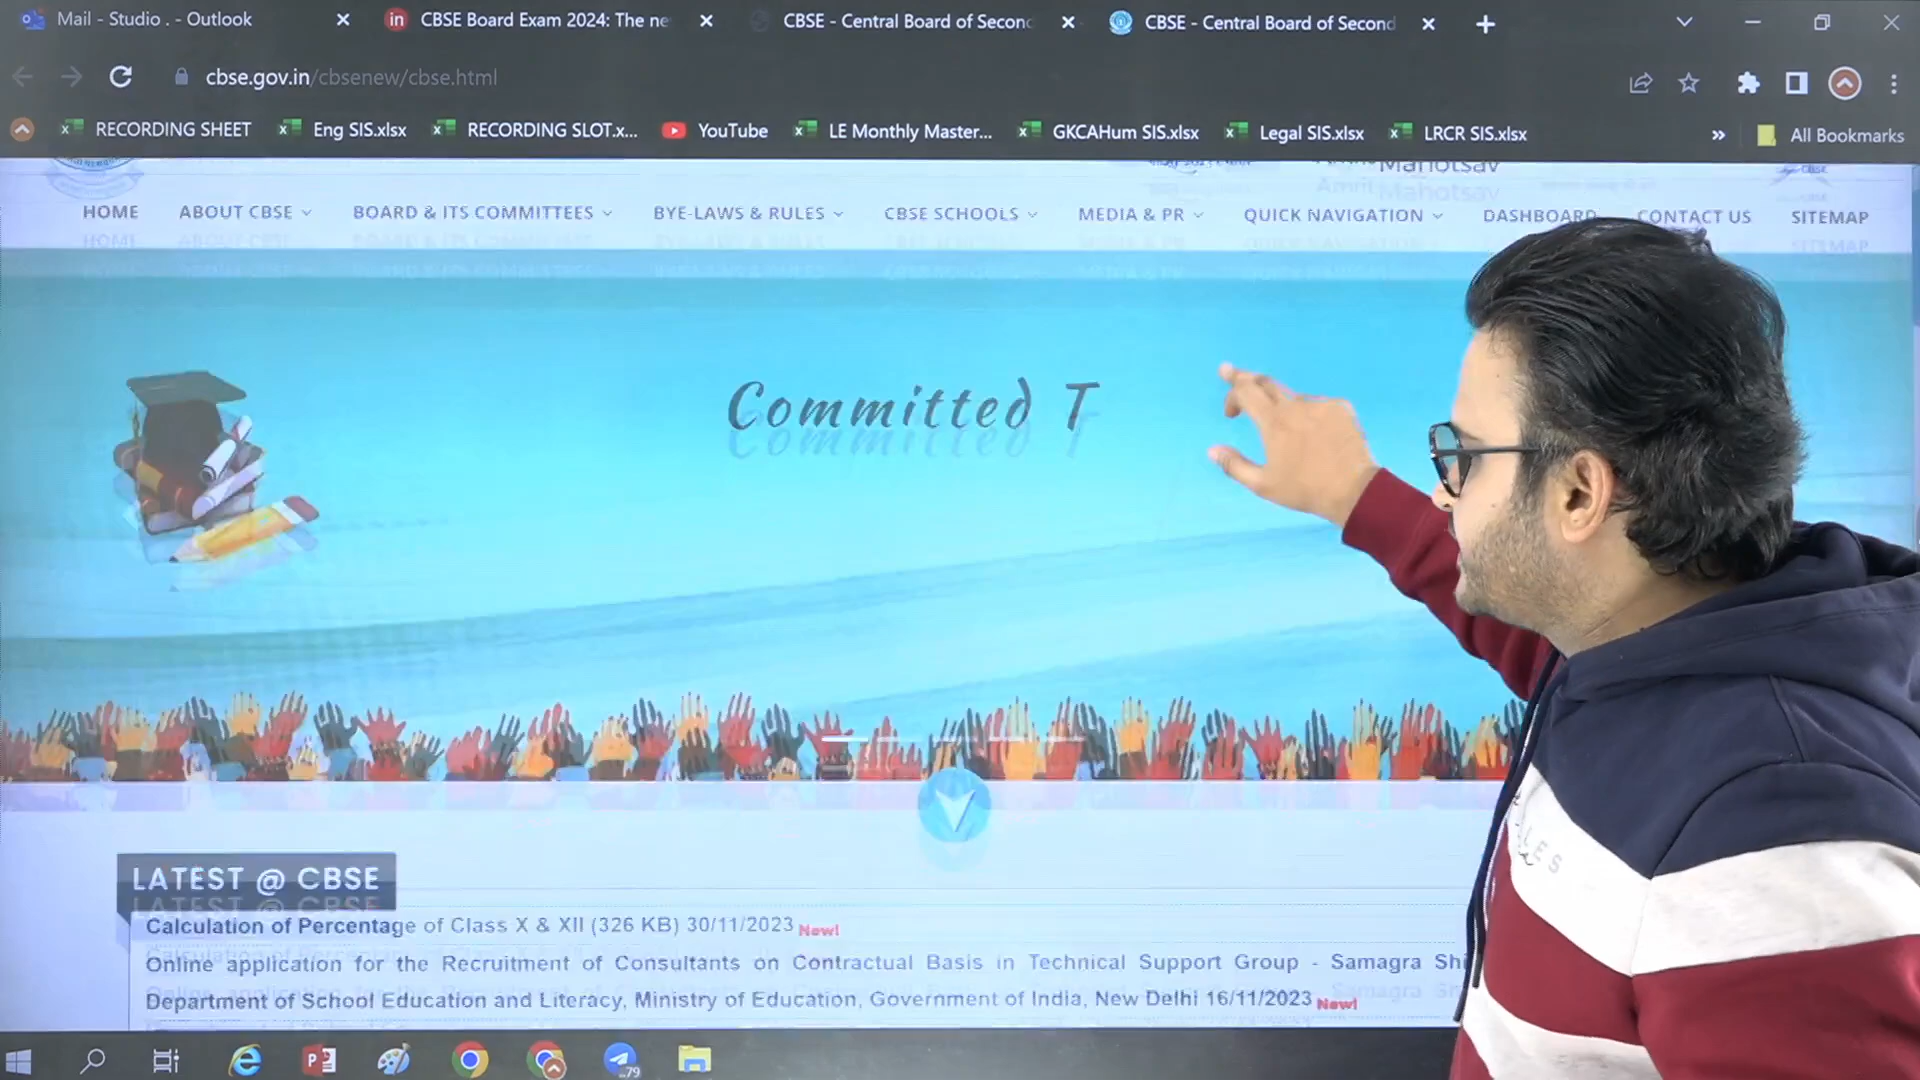 Mail - Studio . - Outlook
CBSE Board Exam 2024: The ne
CBSE - Central Board of Second
CBSE - Central Board of Second
cbse.gov.in/cbsenew/cbse.html
RECORDING SHEET
Eng SIS.xlsx
RECORDING SLOT.x...
YouTube
LE Monthly Master...
GKCAHum SIS.xlsx
Legal SIS.xlsx
LRCR SIS.xlsx
»
All Bookmarks
Mahotsav
HOME
ABOUT CBSE
BOARD & ITS COMMITTEES
BYE-LAWS & RULES
CBSE SCHOOLS
MEDIA & PR
QUICK NAVIGATION
DASHBOARD
CONTACT US
SITEMAP
Committed T
LATEST @ CBSE
Calculation of Percentage of Class X & XII (326 KB) 30/11/2023 New!
Online application for the Recruitment of Consultants on Contractual Basis in Technical Support Group - Samagra Shi
Department of School Education and Literacy, Ministry of Education, Government of India, New Delhi 16/11/2023 New!
..79